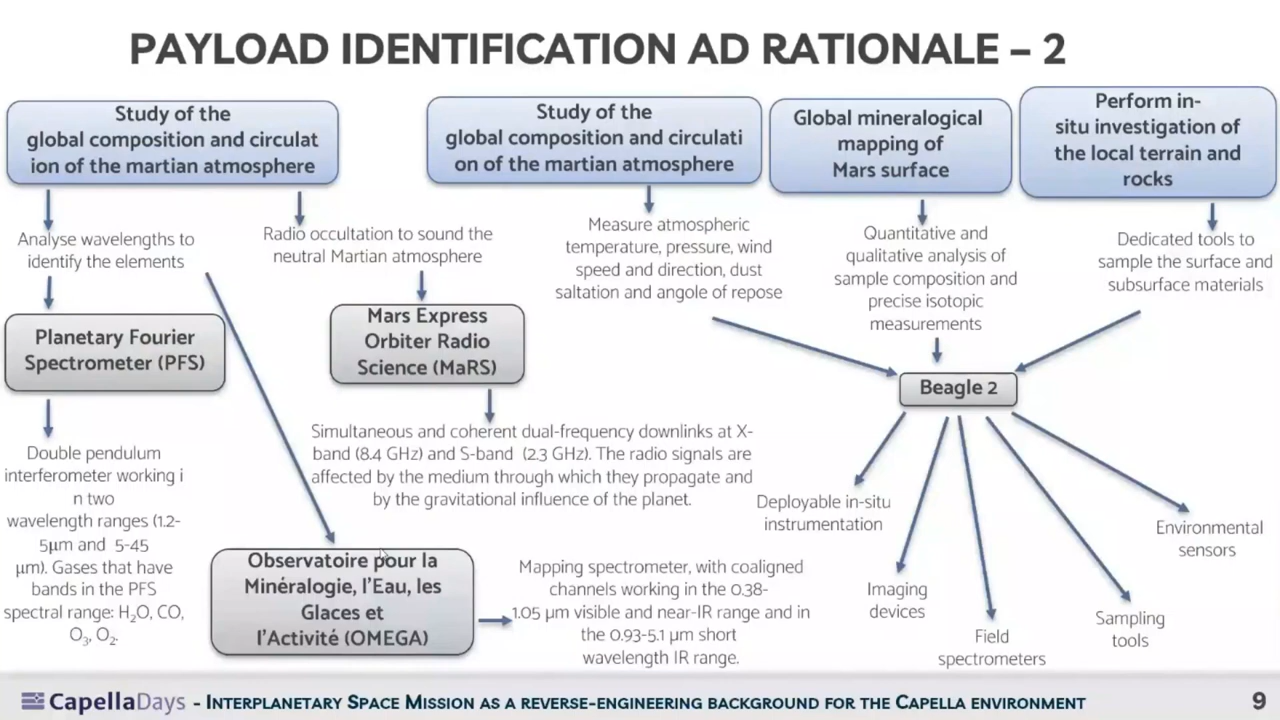 PAYLOAD IDENTIFICATION AD RATIONALE – 2
Study of the
global composition and circulat
ion of the martian atmosphere
Study of the
global composition and circulati
on of the martian atmosphere
Global mineralogical
mapping of
Mars surface
Perform in-
situ investigation of
the local terrain and
rocks
Analyse wavelengths to
identify the elements
Radio occultation to sound the
neutral Martian atmosphere
Measure atmospheric
temperature, pressure, wind
speed and direction, dust
saltation and angole of repose
Quantitative and
qualitative analysis of
sample composition and
precise isotopic
measurements
Dedicated tools to
sample the surface and
subsurface materials
Planetary Fourier
Spectrometer (PFS)
Mars Express
Orbiter Radio
Science (MaRS)
Beagle 2
Double pendulum
interferometer working i
n two
wavelength ranges (1.2-
5µm and 5-45
µm). Gases that have
bands in the PFS
spectral range: H₂O, CO,
O₃, O₂.
Simultaneous and coherent dual-frequency downlinks at X-
band (8.4 GHz) and S-band (2.3 GHz). The radio signals are
affected by the medium through which they propagate and
by the gravitational influence of the planet.
Observatoire pour la
Minéralogie, l'Eau, les
Glaces et
l'Activité (OMEGA)
Mapping spectrometer, with coaligned
channels working in the 0.38-
1.05 µm visible and near-IR range and in
the 0.93-5.1 µm short
wavelength IR range.
Deployable in-situ
instrumentation
Imaging
devices
Field
spectrometers
Sampling
tools
Environmental
sensors
CapellaDays - INTERPLANETARY SPACE MISSION AS A REVERSE-ENGINEERING BACKGROUND FOR THE CAPELLA ENVIRONMENT
9